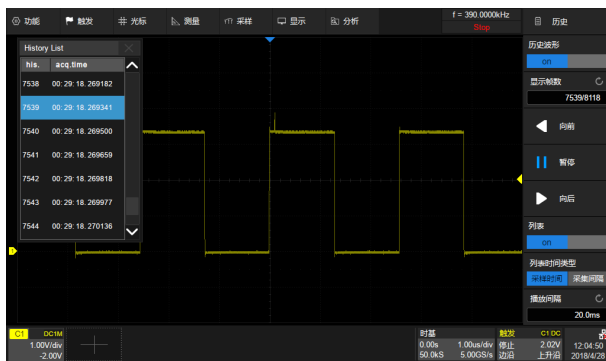 功能 触发 光标 测量 采样 显示 分析 f = 390.0000kHz 历史
Stop
History List
his. acq.time
7538 00:29:18.269182
7539 00:29:18.269341
7540 00:29:18.269500
7541 00:29:18.269659
7542 00:29:18.269818
7543 00:29:18.269977
7544 00:29:18.270136
历史波形
on
显示帧数
7539/8118
向前
暂停
向后
列表
on
列表时间类型
采样时间 采集间隔
播放间隔
20.0ms
C1 DC1M
1.00V/div
-2.00V
时基
0.00s 1.00us/div
50.0kS 5.00GS/s
触发 C1 DC
停止 2.02V
边沿 上升沿
12:04:50
2018/4/28